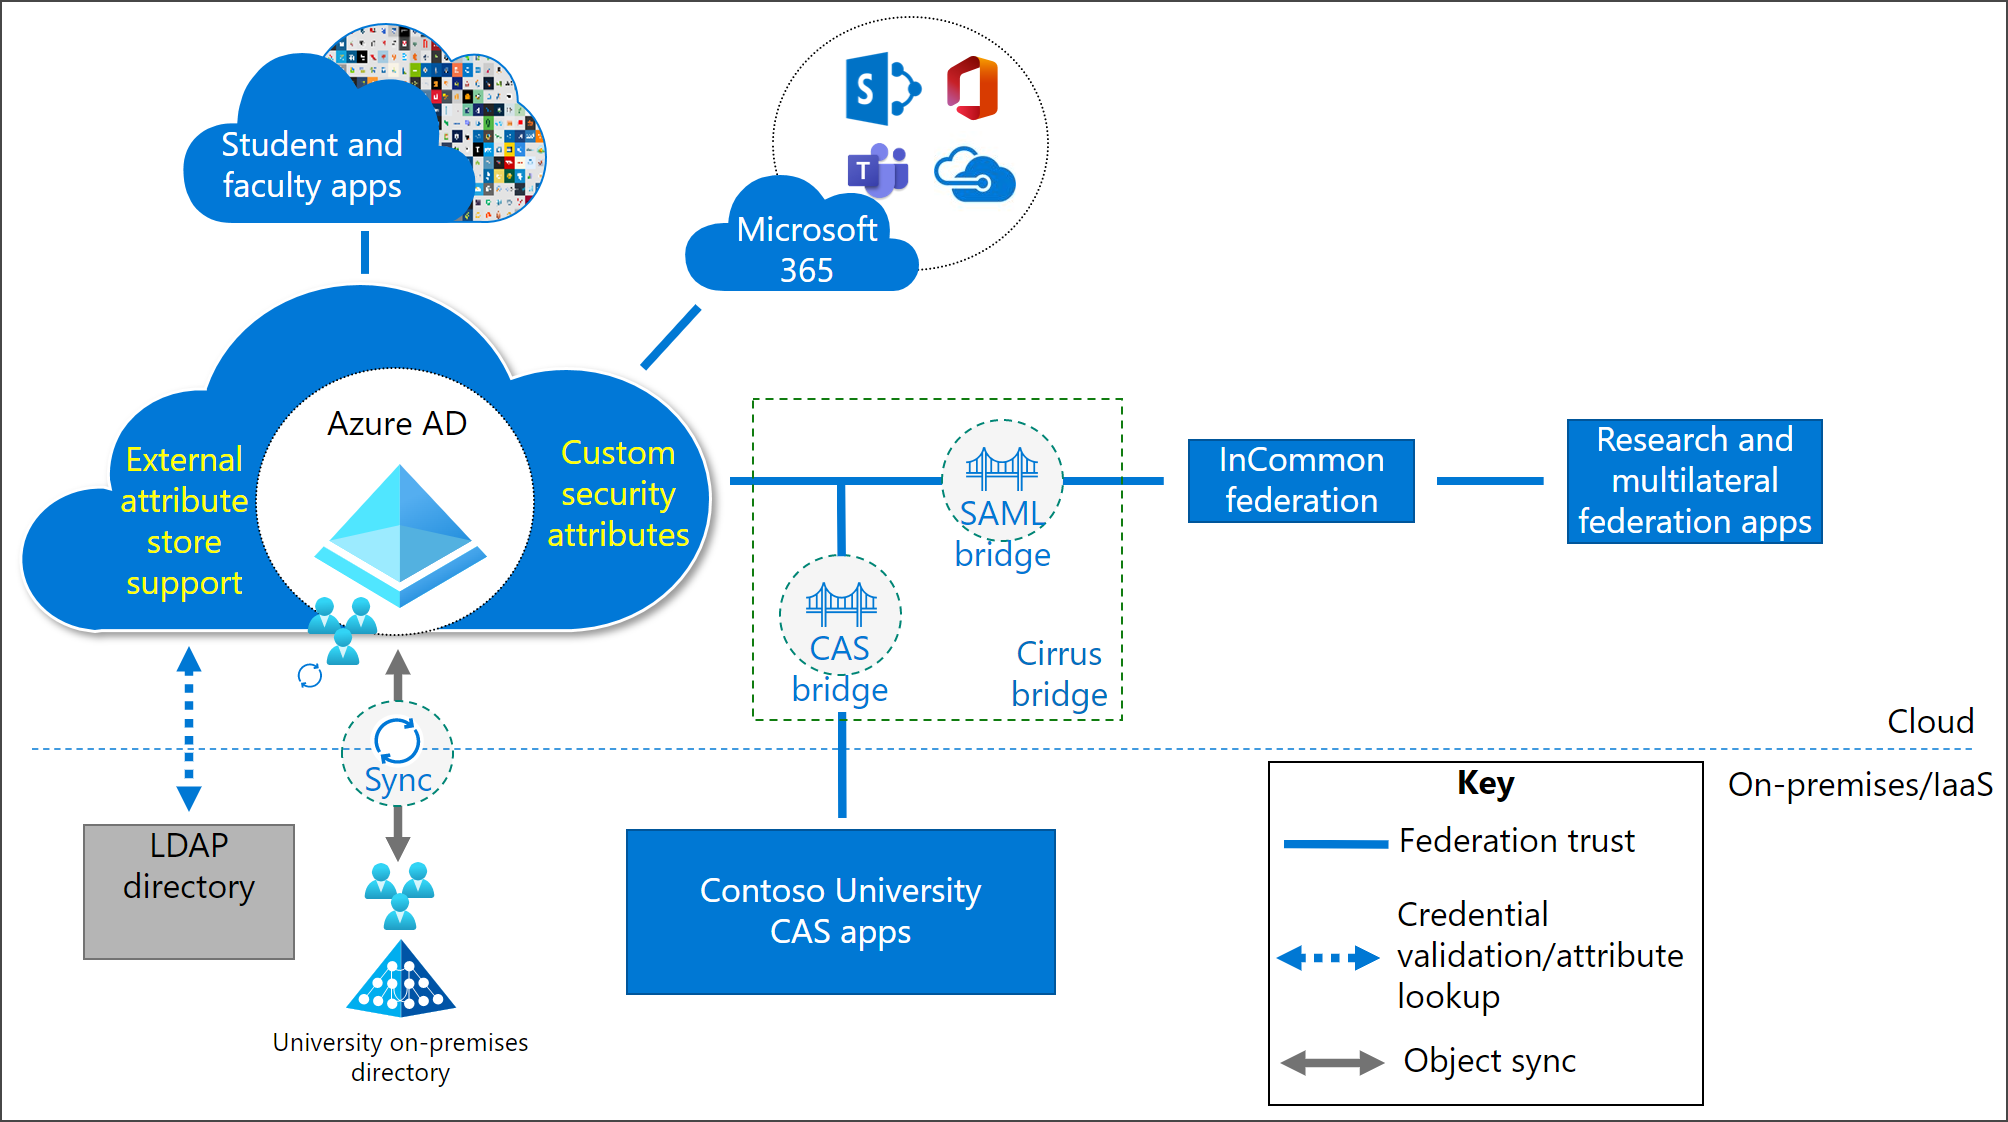 Student and
faculty apps
S
T
Microsoft
365
Azure AD
External
attribute
store
support
Custom
security
attributes
SAML
bridge
CAS
bridge
Cirrus
bridge
InCommon
federation
Research and
multilateral
federation apps
Cloud
On-premises/IaaS
Sync
LDAP
directory
University on-premises
directory
Contoso University
CAS apps
Key
Federation trust
Credential
validation/attribute
lookup
Object sync